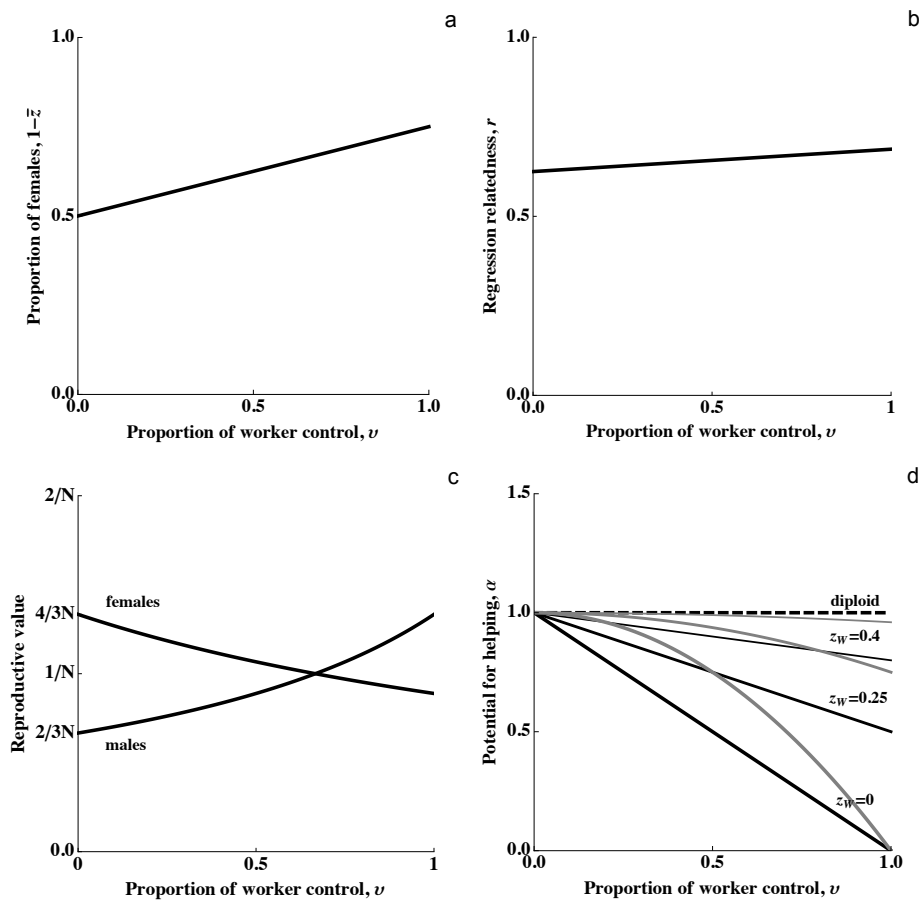 a
1.0
0.5
1.0
0.0
0.5
1.0
Proportion of females, 1−z̄
Proportion of worker control, υ
b
1.0
0.5
0.0
0.0
0.5
1
Regression relatedness, r
Proportion of worker control, υ
c
2/N
4/3N
1/N
2/3N
0.0
females
males
0
0.5
1
Reproductive value
Proportion of worker control, υ
d
1.5
1.0
0.5
0.0
diploid
z_W=0.4
z_W=0.25
z_W=0
0.0
0.5
1.0
Potential for helping, α
Proportion of worker control, υ